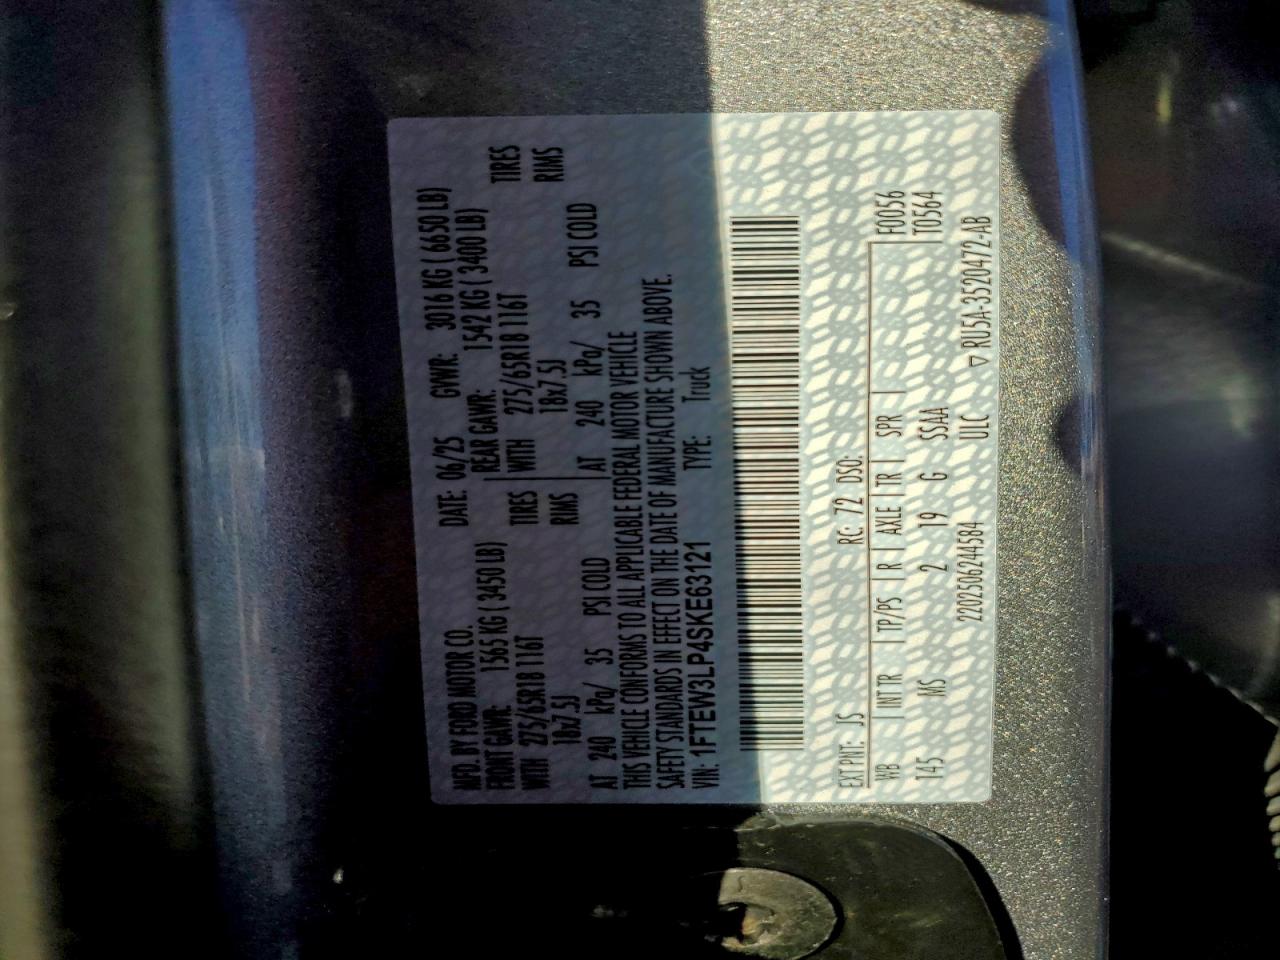 MFD. BY FORD MOTOR CO. DATE: 06/25 GVWR: 3016 KG ( 6650 LB)
FRONT GAWR: 1565 KG ( 3450 LB) REAR GAWR: 1542 KG ( 3400 LB)
WITH 275/65R18 116T TIRES WITH 275/65R18 116T TIRES
18x7.5J RIMS 18x7.5J RIMS
AT 240 kPa/ 35 PSI COLD AT 240 kPa/ 35 PSI COLD
THIS VEHICLE CONFORMS TO ALL APPLICABLE FEDERAL MOTOR VEHICLE
SAFETY STANDARDS IN EFFECT ON THE DATE OF MANUFACTURE SHOWN ABOVE.
VIN: 1FTEW3LP4SKE63121 TYPE: Truck
EXT PNT: JS RC: 72 DSO: F0056
WB INT TR TP/PS R AXLE TR SPR T0564
145 MS 2 19 G SSAA
22025062445​84 ULC ▽ RU5A-3520472-AB